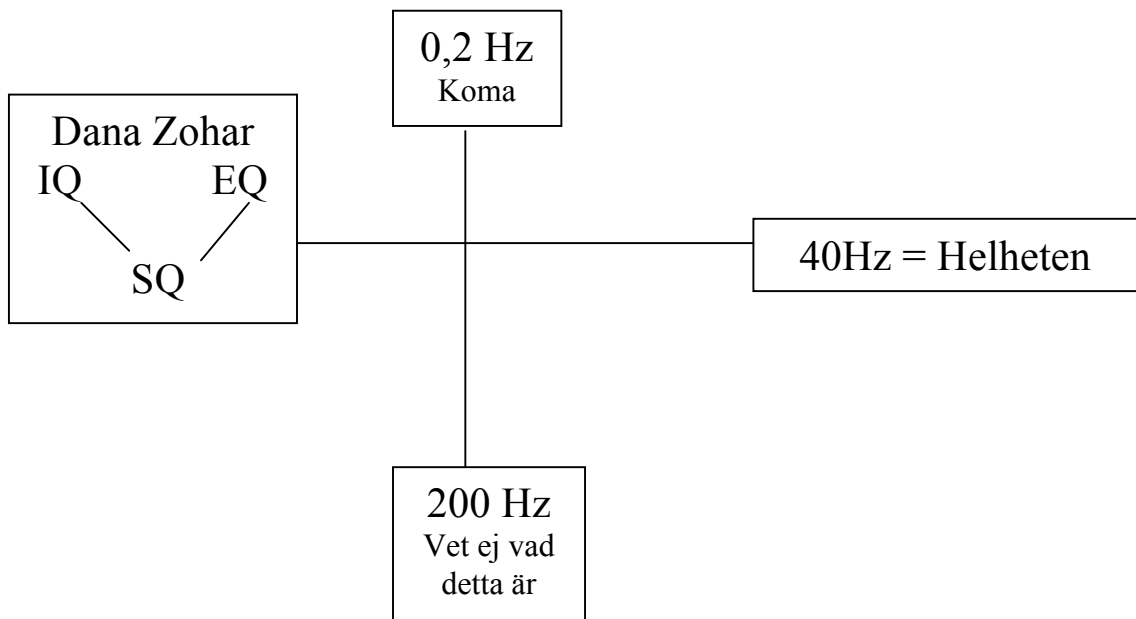 0,2 Hz
Koma
Dana Zohar
IQ EQ
SQ
40Hz = Helheten
200 Hz
Vet ej vad
detta är